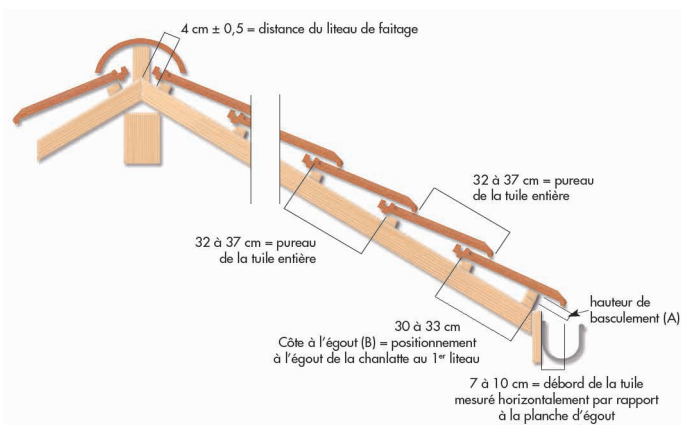 4 cm ± 0,5 = distance du liteau de faitage
32 à 37 cm = pureau
de la tuile entière
32 à 37 cm = pureau
de la tuile entière
hauteur de
basculement (A)
30 à 33 cm
Côte à l'égout (B) = positionnement
à l'égout de la chanlatte au 1er liteau
7 à 10 cm = débord de la tuile
mesuré horizontalement par rapport
à la planche d'égout